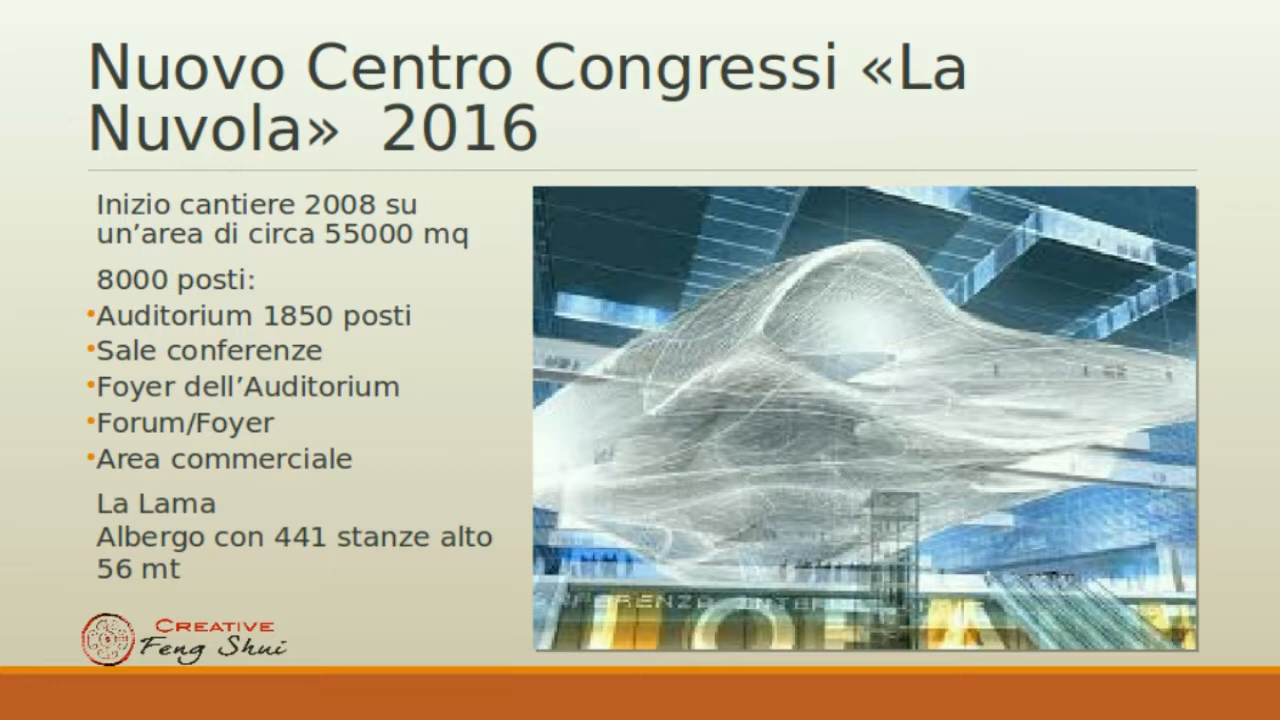 Nuovo Centro Congressi «La
Nuvola» 2016
Inizio cantiere 2008 su
un’area di circa 55000 mq
8000 posti:
•Auditorium 1850 posti
•Sale conferenze
•Foyer dell’Auditorium
•Forum/Foyer
•Area commerciale
La Lama
Albergo con 441 stanze alto
56 mt
CREATIVE
Feng Shui